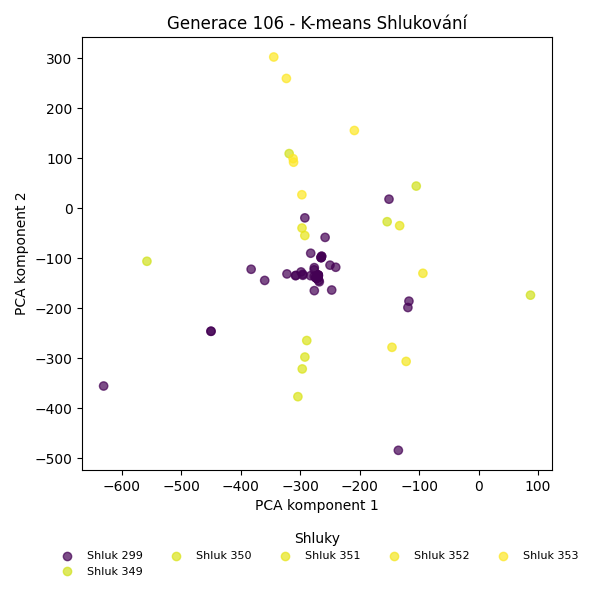 Generace 106 - K-means Shlukování
300
200
100
0
−100
−200
−300
−400
−500
PCA komponent 2
−600 −500 −400 −300 −200 −100 0 100
PCA komponent 1
Shluky
Shluk 299 Shluk 350 Shluk 351 Shluk 352 Shluk 353
Shluk 349